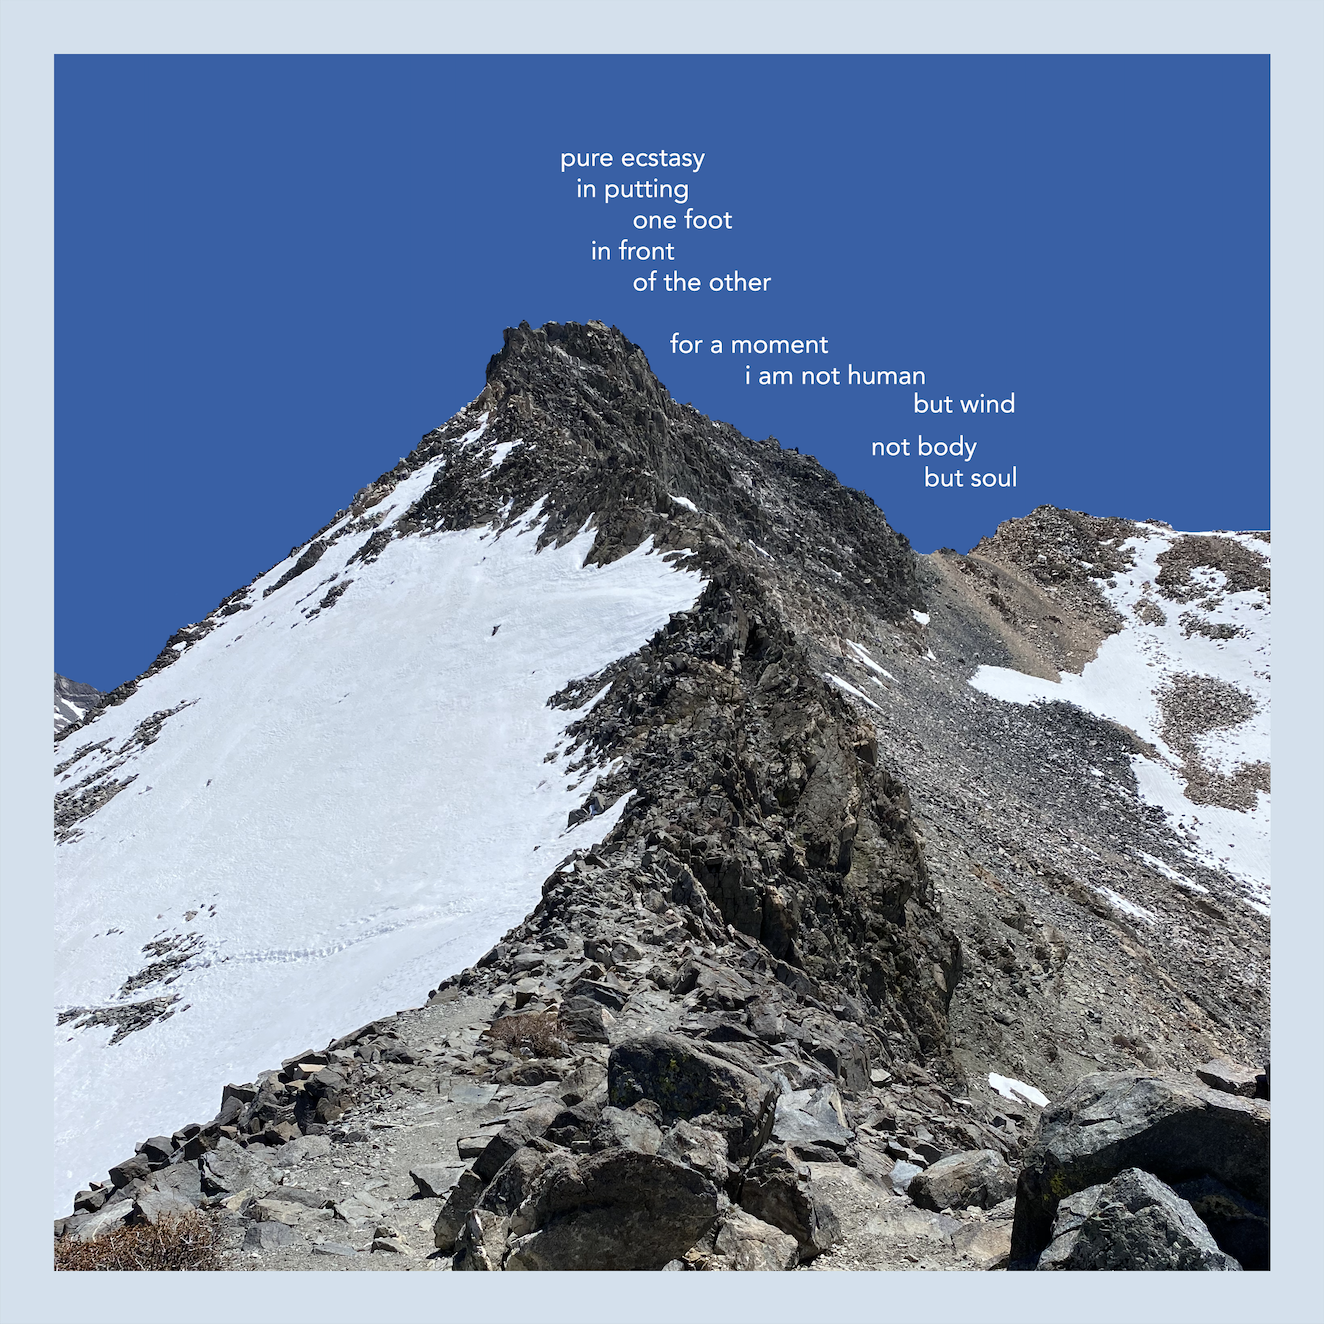 pure ecstasy
in putting
one foot
in front
of the other
for a moment
i am not human
but wind
not body
but soul